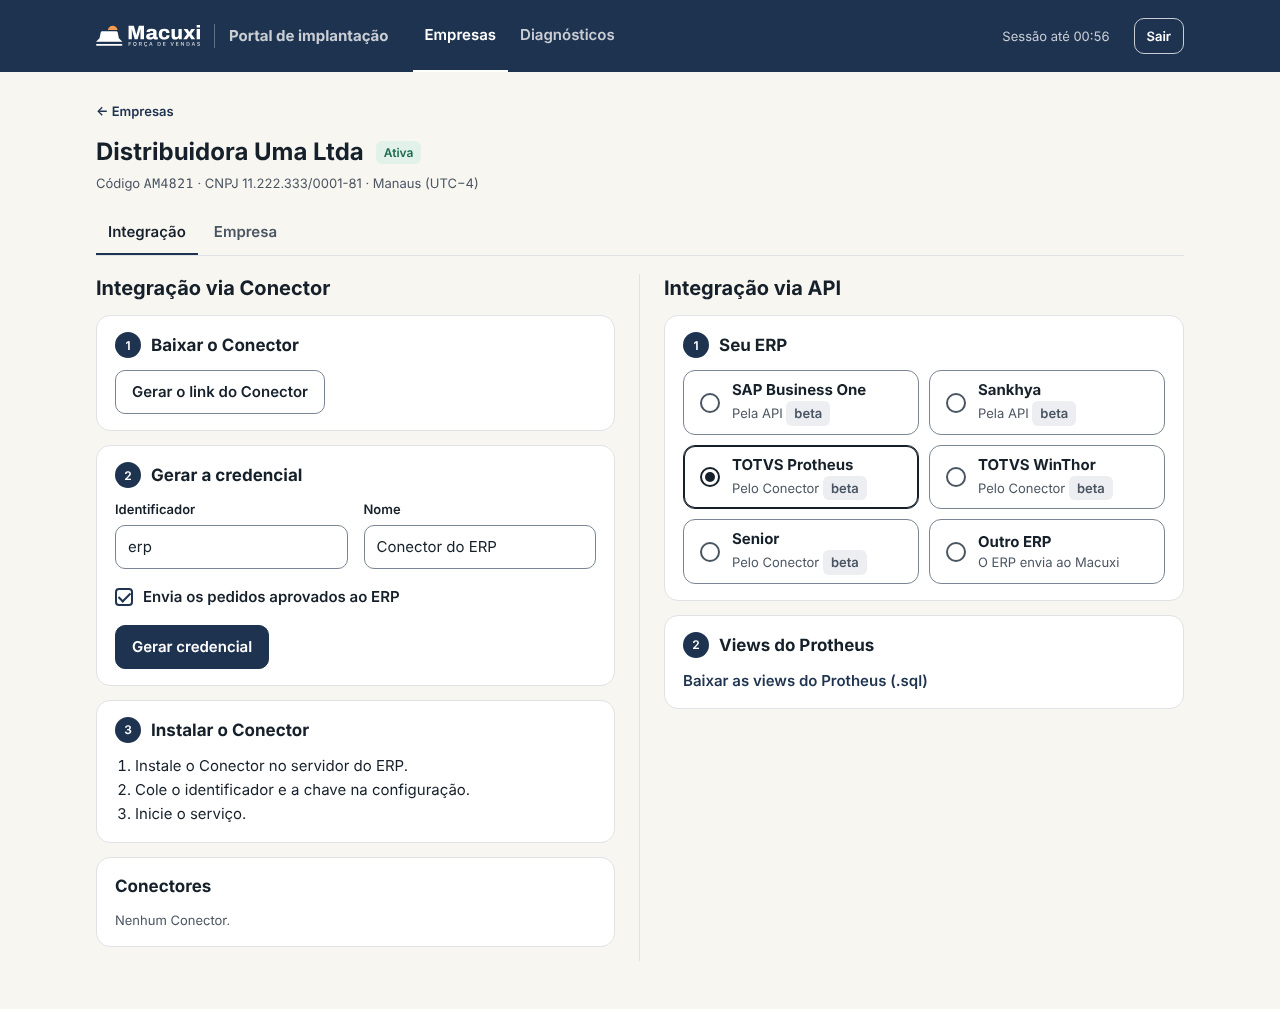 Macuxi
FORÇA DE VENDAS
Portal de implantação
Empresas
Diagnósticos
Sessão até 00:56
Sair
← Empresas
Distribuidora Uma Ltda
Ativa
Código AM4821 · CNPJ 11.222.333/0001-81 · Manaus (UTC−4)
Integração
Empresa
Integração via Conector
1 Baixar o Conector
Gerar o link do Conector
2 Gerar a credencial
Identificador
Nome
erp
Conector do ERP
Envia os pedidos aprovados ao ERP
Gerar credencial
3 Instalar o Conector
1. Instale o Conector no servidor do ERP.
2. Cole o identificador e a chave na configuração.
3. Inicie o serviço.
Conectores
Nenhum Conector.
Integração via API
1 Seu ERP
SAP Business One
Pela API beta
Sankhya
Pela API beta
TOTVS Protheus
Pelo Conector beta
TOTVS WinThor
Pelo Conector beta
Senior
Pelo Conector beta
Outro ERP
O ERP envia ao Macuxi
2 Views do Protheus
Baixar as views do Protheus (.sql)